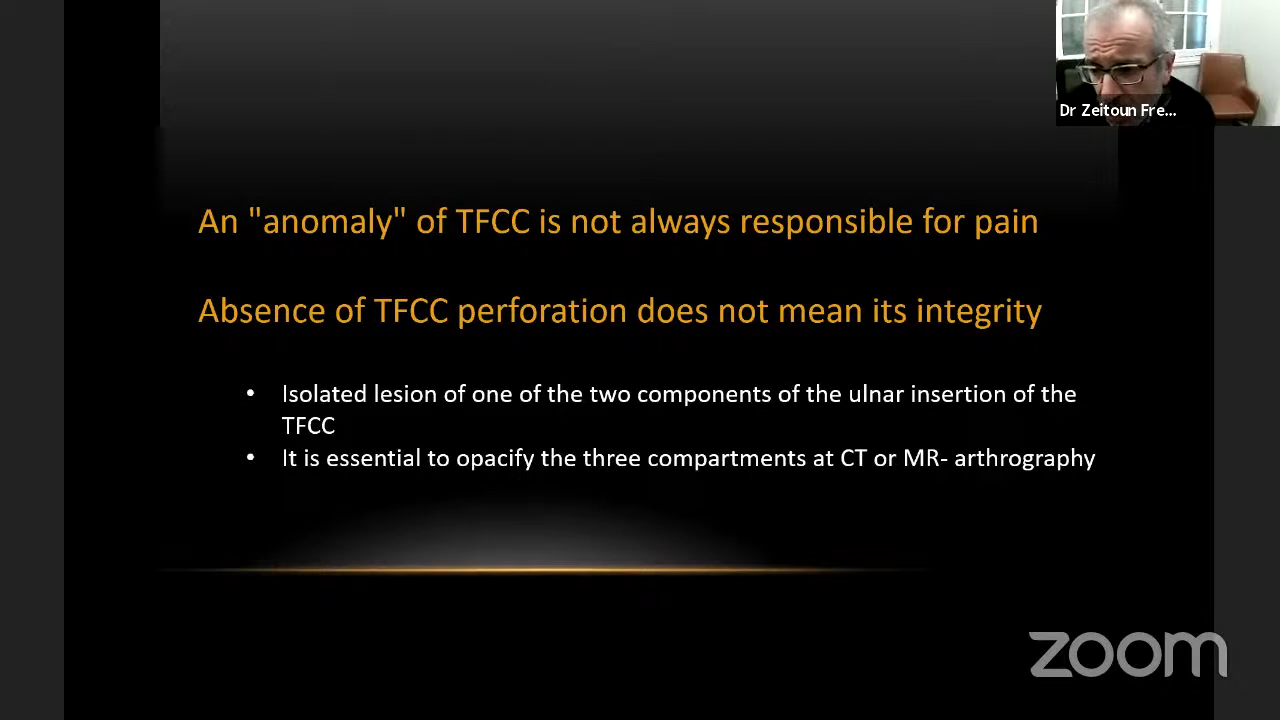 Dr Zeitoun Fre...
An "anomaly" of TFCC is not always responsible for pain
Absence of TFCC perforation does not mean its integrity
• Isolated lesion of one of the two components of the ulnar insertion of the
TFCC
• It is essential to opacify the three compartments at CT or MR- arthrography
zoom